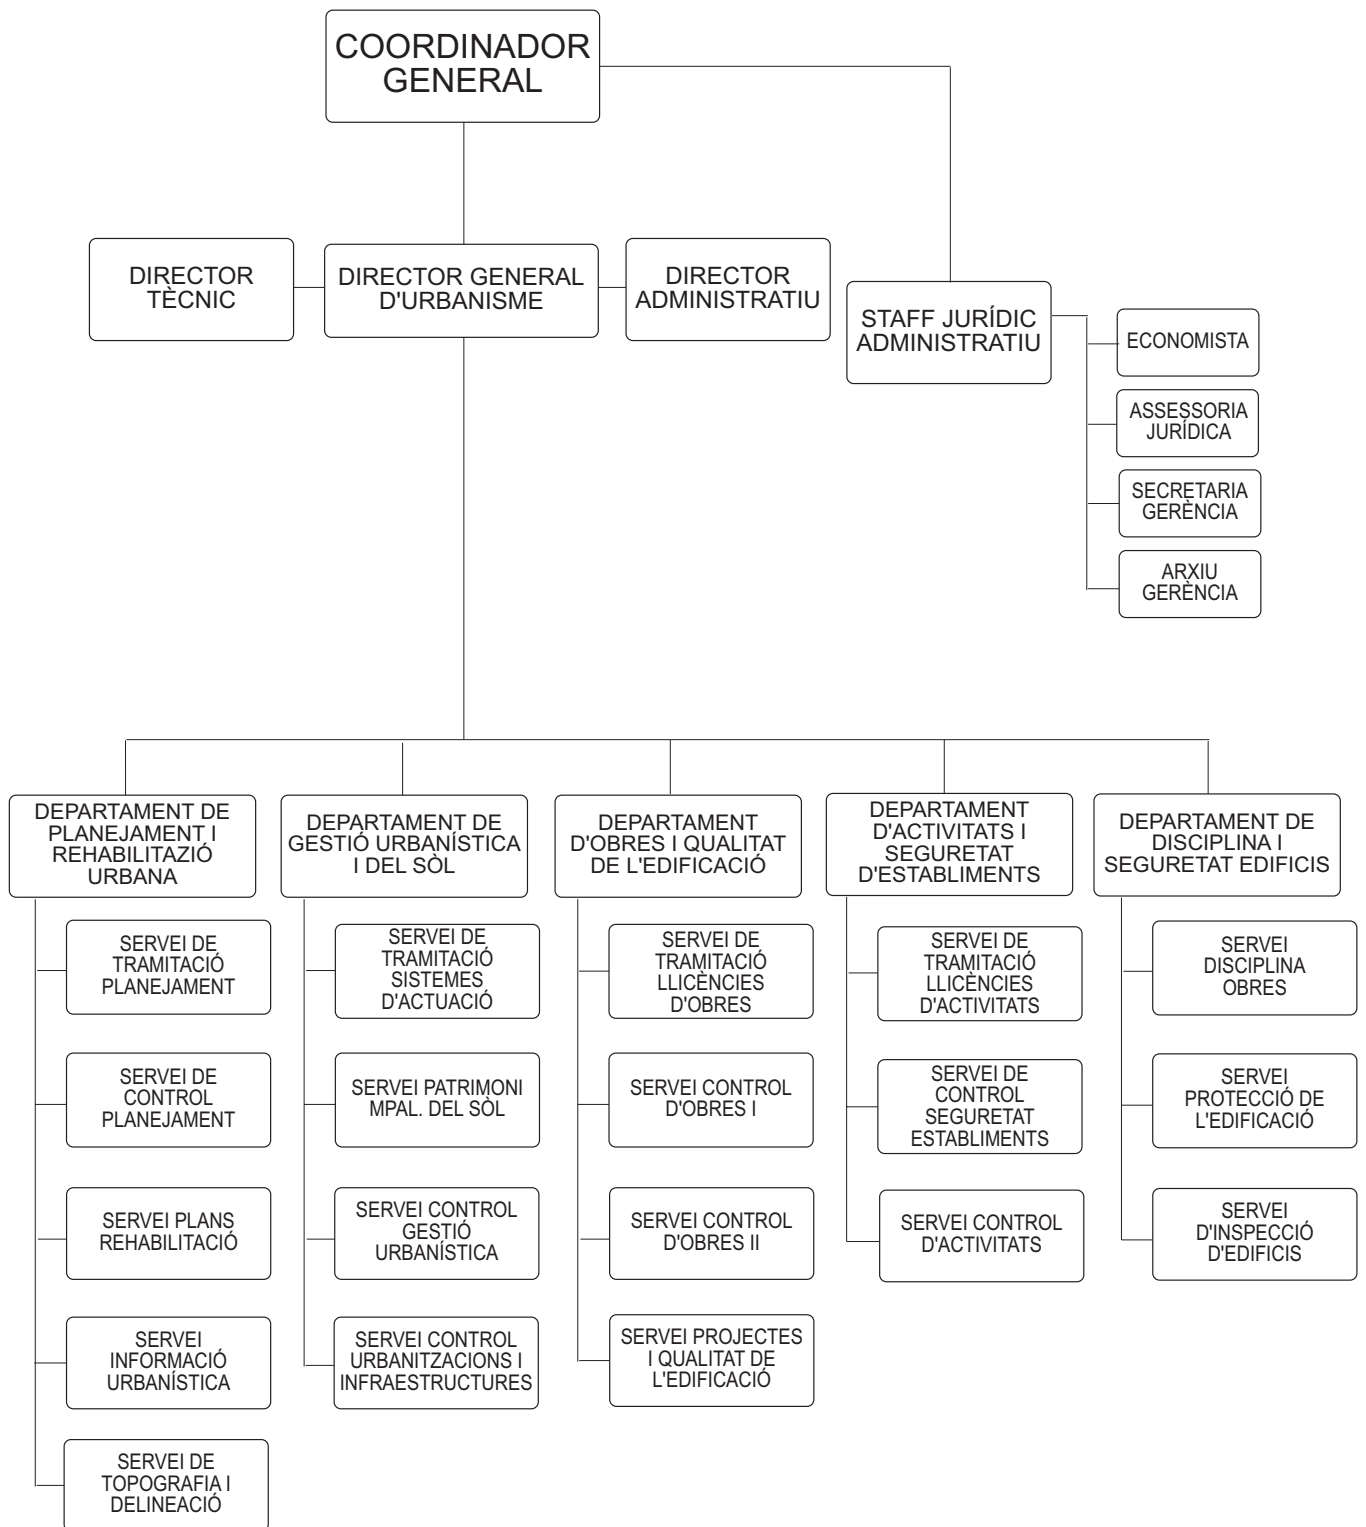 COORDINADOR
GENERAL
DIRECTOR
TÈCNIC
DIRECTOR GENERAL
D'URBANISME
DIRECTOR
ADMINISTRATIU
STAFF JURÍDIC
ADMINISTRATIU
ECONOMISTA
ASSESSORIA
JURÍDICA
SECRETARIA
GERÈNCIA
ARXIU
GERÈNCIA
DEPARTAMENT DE
PLANEJAMENT I
REHABILITAZIÓ
URBANA
SERVEI DE
TRAMITACIÓ
PLANEJAMENT
SERVEI DE
CONTROL
PLANEJAMENT
SERVEI PLANS
REHABILITACIÓ
SERVEI
INFORMACIÓ
URBANÍSTICA
SERVEI DE
TOPOGRAFIA I
DELINEACIÓ
DEPARTAMENT DE
GESTIÓ URBANÍSTICA
I DEL SÒL
SERVEI DE
TRAMITACIÓ
SISTEMES
D'ACTUACIÓ
SERVEI PATRIMONI
MPAL. DEL SÒL
SERVEI CONTROL
GESTIÓ
URBANÍSTICA
SERVEI CONTROL
URBANITZACIONS I
INFRAESTRUCTURES
DEPARTAMENT
D'OBRES I QUALITAT
DE L'EDIFICACIÓ
SERVEI DE
TRAMITACIÓ
LLICÈNCIES
D'OBRES
SERVEI CONTROL
D'OBRES I
SERVEI CONTROL
D'OBRES II
SERVEI PROJECTES
I QUALITAT DE
L'EDIFICACIÓ
DEPARTAMENT
D'ACTIVITATS I
SEGURETAT
D'ESTABLIMENTS
SERVEI DE
TRAMITACIÓ
LLICÈNCIES
D'ACTIVITATS
SERVEI DE
CONTROL
SEGURETAT
ESTABLIMENTS
SERVEI CONTROL
D'ACTIVITATS
DEPARTAMENT DE
DISCIPLINA I
SEGURETAT EDIFICIS
SERVEI
DISCIPLINA
OBRES
SERVEI
PROTECCIÓ DE
L'EDIFICACIÓ
SERVEI
D'INSPECCIÓ
D'EDIFICIS